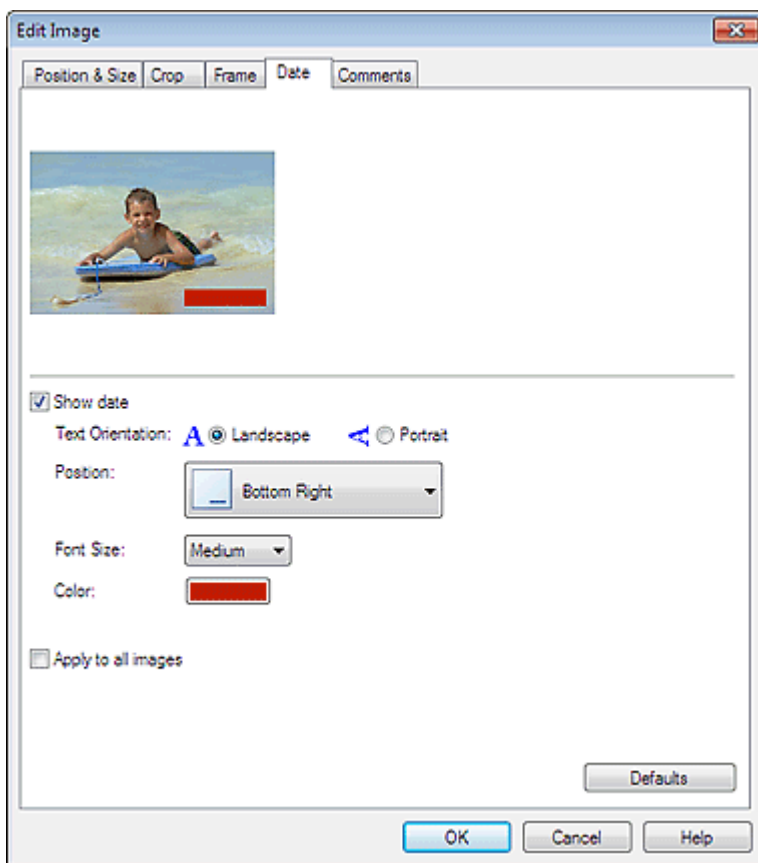 Edit Image
Position & Size Crop Frame Date Comments
Show date
Text Orientation: A Landscape A Portrait
Position: Bottom Right
Font Size: Medium
Color:
Apply to all images
Defaults
OK Cancel Help